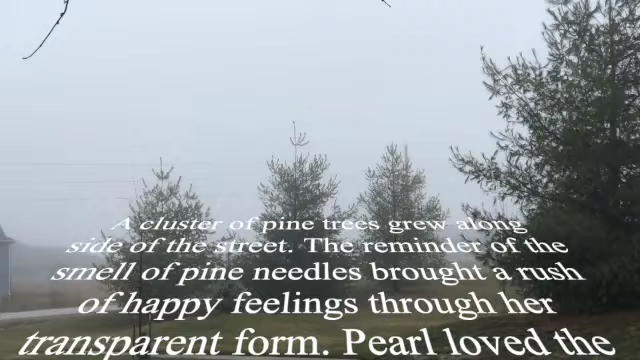 A cluster of pine trees grew along
side of the street. The reminder of the
smell of pine needles brought a rush
of happy feelings through her
transparent form. Pearl loved the